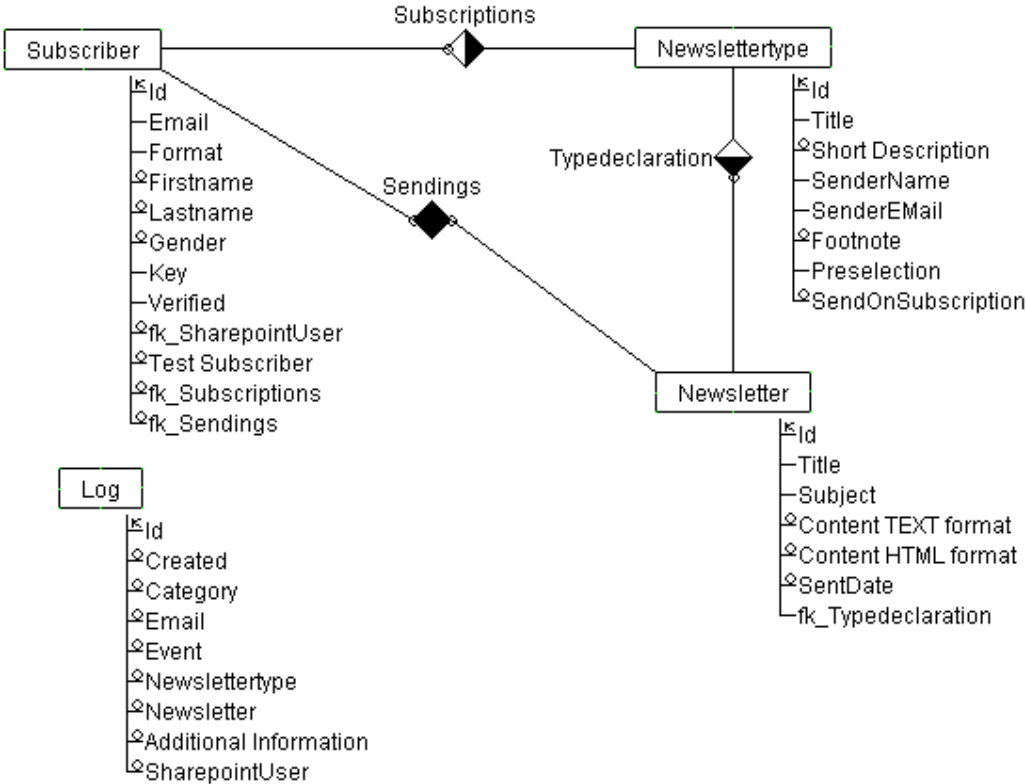 Subscriptions
Subscriber
Newslettertype
K Id
Email
Format
Firstname
Lastname
Gender
Key
Verified
fk_SharepointUser
Test Subscriber
fk_Subscriptions
fk_Sendings
K Id
Title
Short Description
SenderName
SenderEMail
Footnote
Preselection
SendOnSubscription
Typedeclaration
Sendings
Newsletter
K Id
Title
Subject
Content TEXT format
Content HTML format
SentDate
fk_Typedeclaration
Log
K Id
Created
Category
Email
Event
Newslettertype
Newsletter
Additional Information
SharepointUser